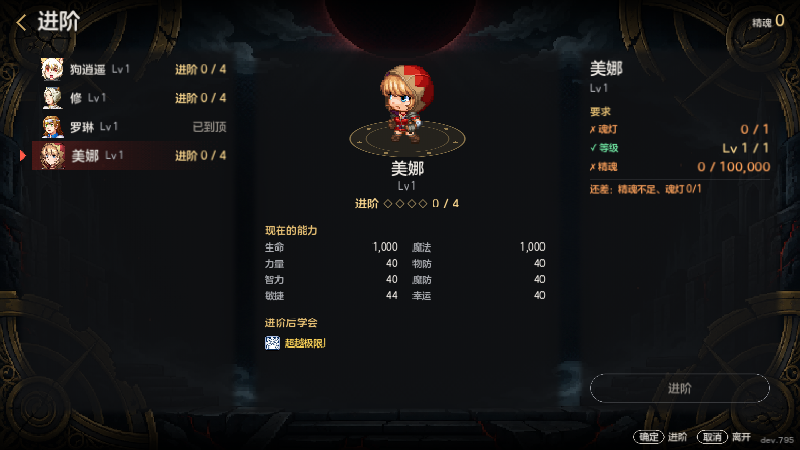 进阶
精魂 0
狗逍遥 Lv1 进阶 0 / 4
修 Lv1 进阶 0 / 4
罗琳 Lv1 已到顶
美娜 Lv1 进阶 0 / 4
美娜
Lv1
进阶 ◇◇◇◇ 0 / 4
现在的能力
生命 1,000 魔法 1,000
力量 40 物防 40
智力 40 魔防 40
敏捷 44 幸运 40
进阶后学会
超越极限Ⅰ
美娜
Lv1
要求
✗魂灯 0 / 1
✓等级 Lv 1 / 1
✗精魂 0 / 100,000
还差：精魂不足、魂灯 0/1
进阶
确定 进阶 取消 离开
dev.795